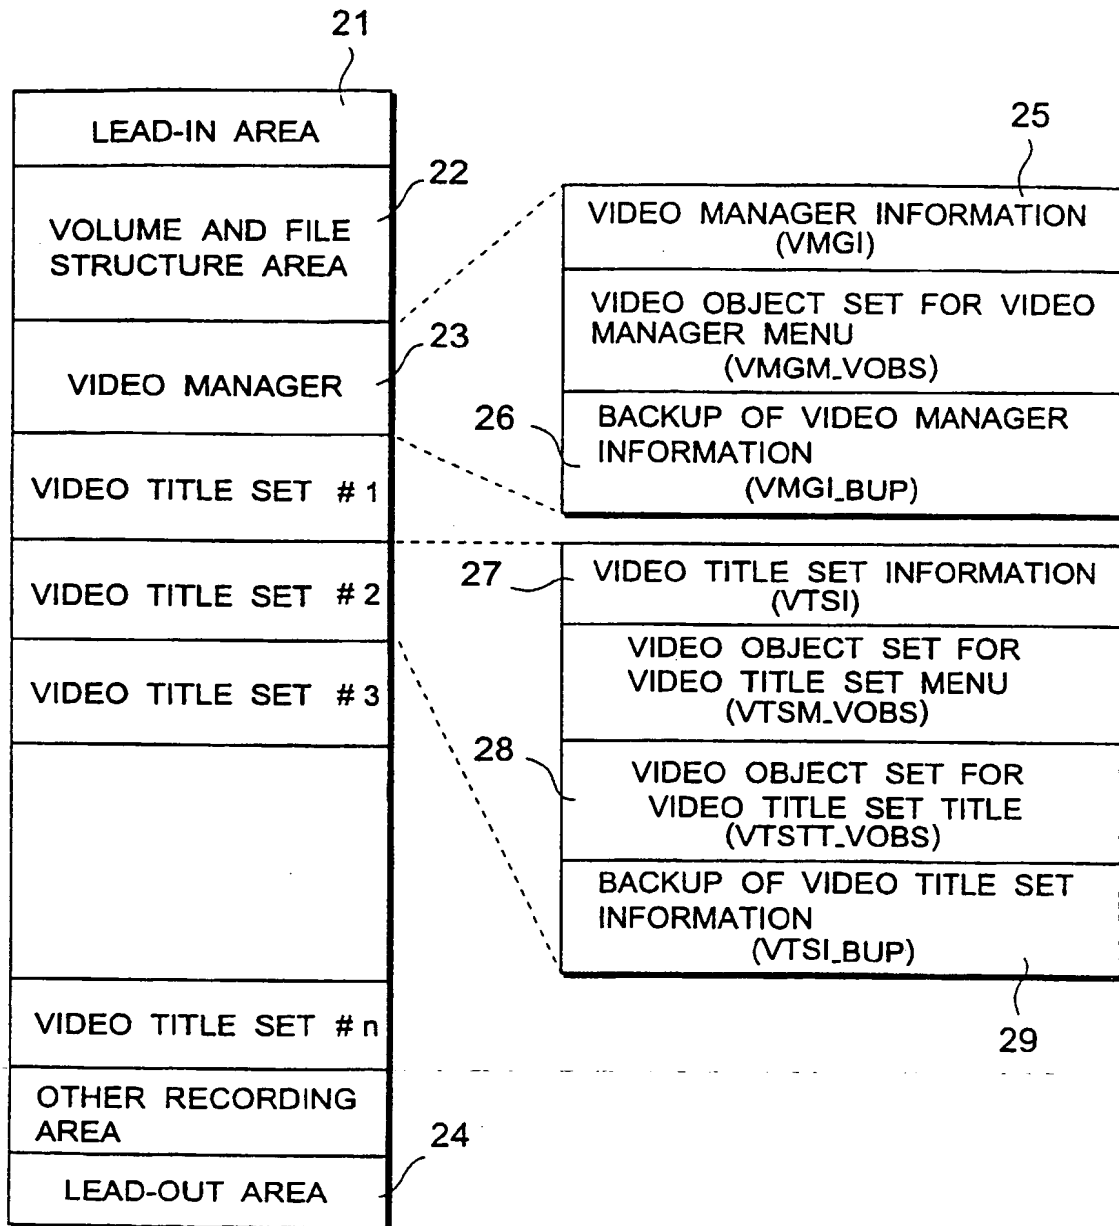 21
LEAD-IN AREA
22
VOLUME AND FILE
STRUCTURE AREA
23
VIDEO MANAGER
VIDEO TITLE SET #1
VIDEO TITLE SET #2
VIDEO TITLE SET #3
VIDEO TITLE SET #n
OTHER RECORDING
AREA
24
LEAD-OUT AREA
25
VIDEO MANAGER INFORMATION
(VMGI)
VIDEO OBJECT SET FOR VIDEO
MANAGER MENU
(VMGM_VOBS)
26
BACKUP OF VIDEO MANAGER
INFORMATION
(VMGI_BUP)
27
VIDEO TITLE SET INFORMATION
(VTSI)
VIDEO OBJECT SET FOR
VIDEO TITLE SET MENU
(VTSM_VOBS)
28
VIDEO OBJECT SET FOR
VIDEO TITLE SET TITLE
(VTSTT_VOBS)
BACKUP OF VIDEO TITLE SET
INFORMATION
(VTSI_BUP)
29